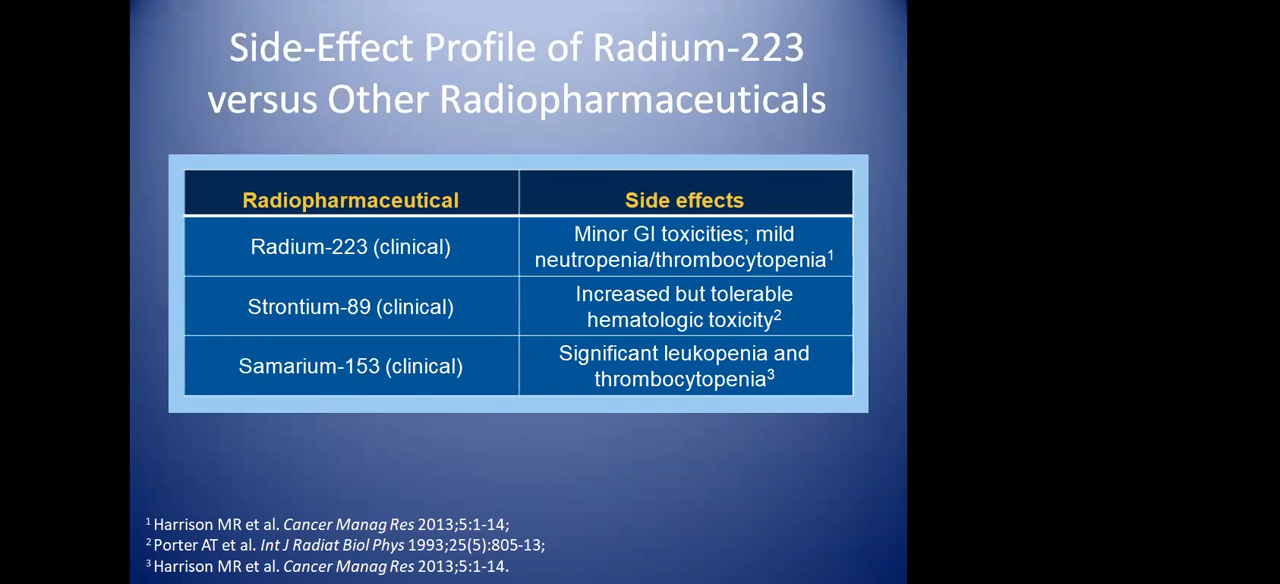 Side-Effect Profile of Radium-223
versus Other Radiopharmaceuticals
Radiopharmaceutical
Side effects
Radium-223 (clinical)
Minor GI toxicities; mild
neutropenia/thrombocytopenia1
Strontium-89 (clinical)
Increased but tolerable
hematologic toxicity2
Samarium-153 (clinical)
Significant leukopenia and
thrombocytopenia3
1 Harrison MR et al. Cancer Manag Res 2013;5:1-14;
2 Porter AT et al. Int J Radiat Biol Phys 1993;25(5):805-13;
3 Harrison MR et al. Cancer Manag Res 2013;5:1-14.